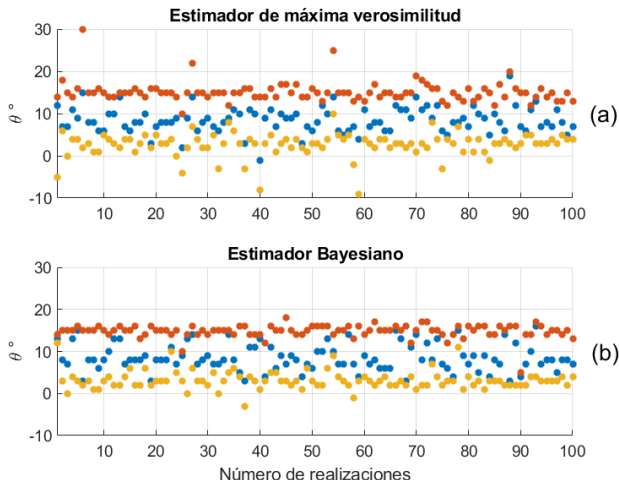 Estimador de máxima verosimilitud
30
20
10
0
-10
θ °
10 20 30 40 50 60 70 80 90 100
(a)
Estimador Bayesiano
30
20
10
0
-10
θ °
10 20 30 40 50 60 70 80 90 100
(b)
Número de realizaciones